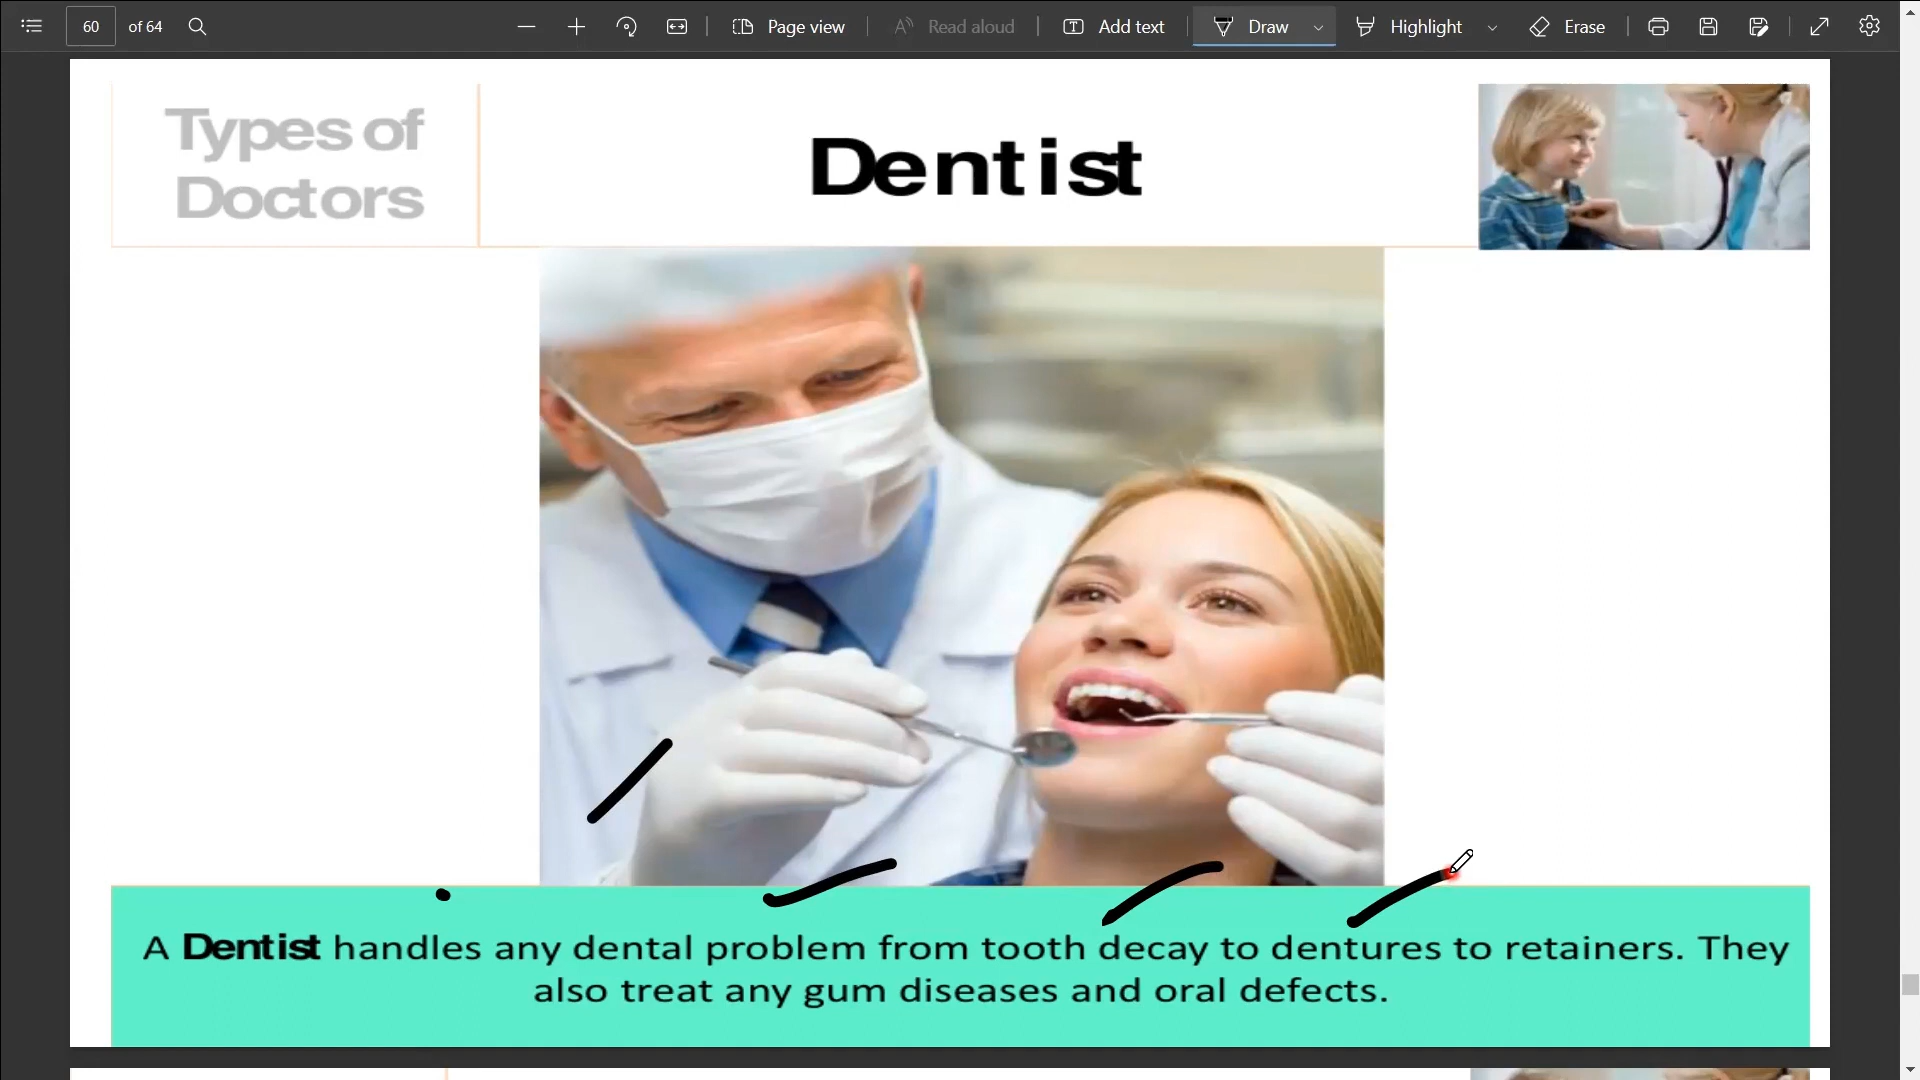 60 of 64 Page view Read aloud Add text Draw Highlight Erase
Types of
Doctors
Dentist
A Dentist handles any dental problem from tooth decay to dentures to retainers. They
also treat any gum diseases and oral defects.